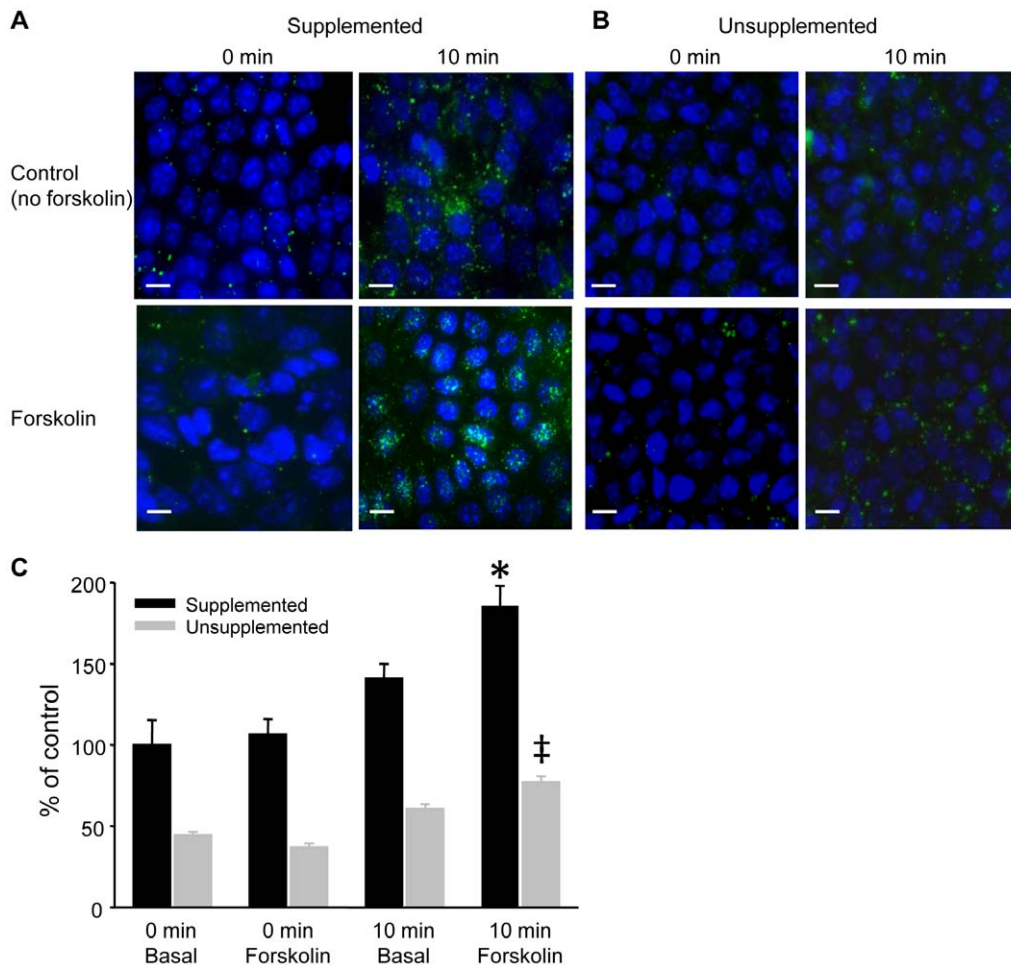 A
Supplemented
B
Unsupplemented
0 min
10 min
0 min
10 min
Control
(no forskolin)
Forskolin
C
200
150
100
50
0
% of control
Supplemented
Unsupplemented
*
‡
0 min
Basal
0 min
Forskolin
10 min
Basal
10 min
Forskolin